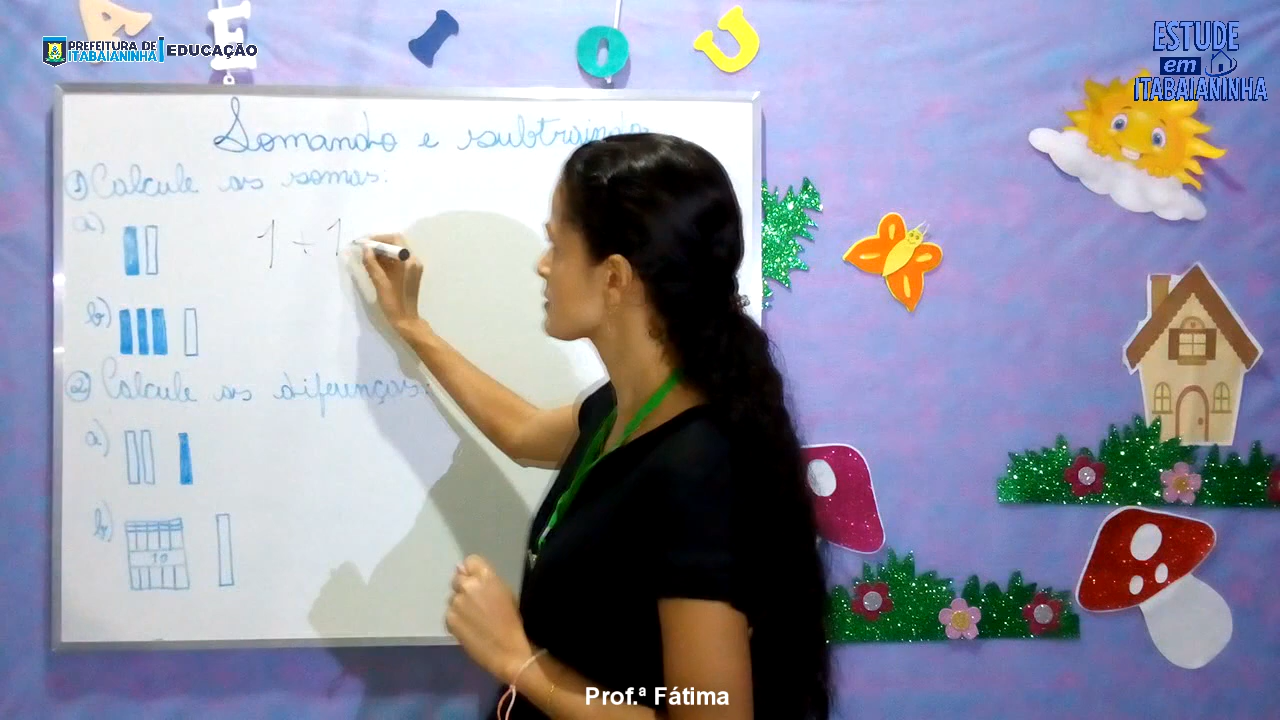 A E I O U
PREFEITURA DE
ITABAIANINHA
EDUCAÇÃO
ESTUDE
em
ITABAIANINHA
Somando e subtraindo
1) Calcule as somas:
a)
1 + 1
b)
2) Calcule as diferenças:
a)
b)
10
Prof.ª Fátima